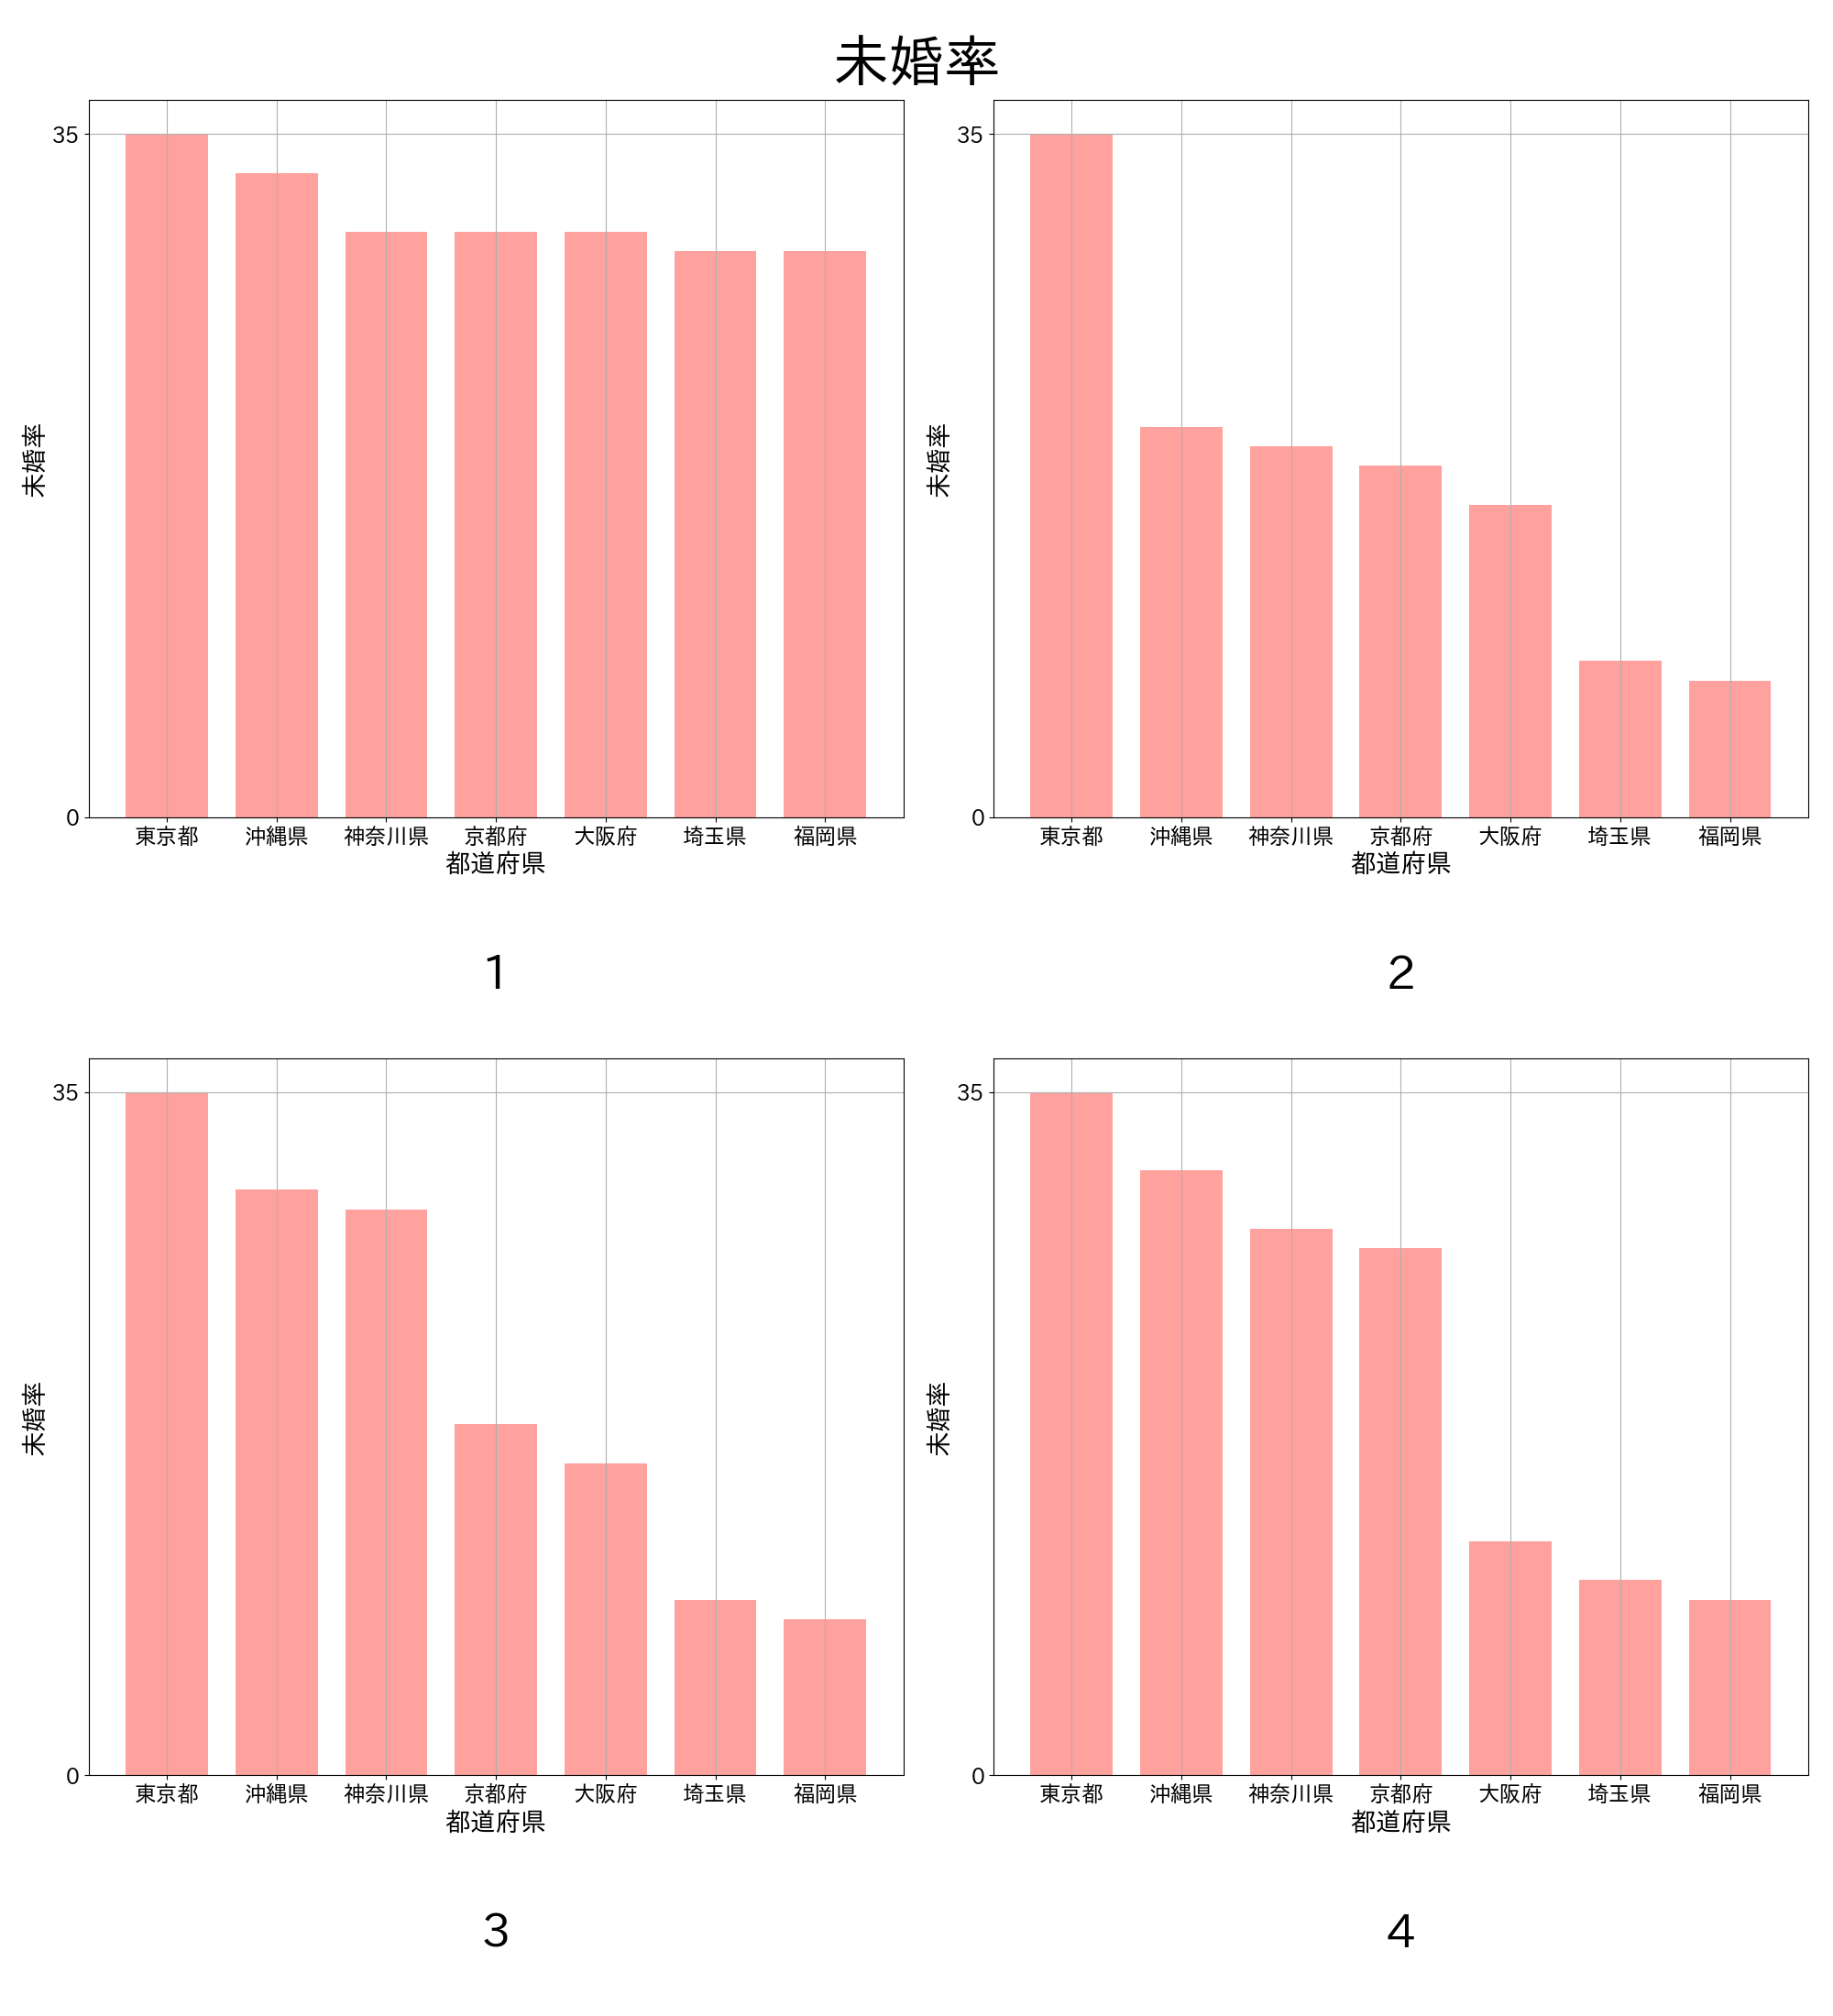 未婚率
35
0
未婚率
東京都 沖縄県 神奈川県 京都府 大阪府 埼玉県 福岡県
都道府県
1
35
0
未婚率
東京都 沖縄県 神奈川県 京都府 大阪府 埼玉県 福岡県
都道府県
2
35
0
未婚率
東京都 沖縄県 神奈川県 京都府 大阪府 埼玉県 福岡県
都道府県
3
35
0
未婚率
東京都 沖縄県 神奈川県 京都府 大阪府 埼玉県 福岡県
都道府県
4